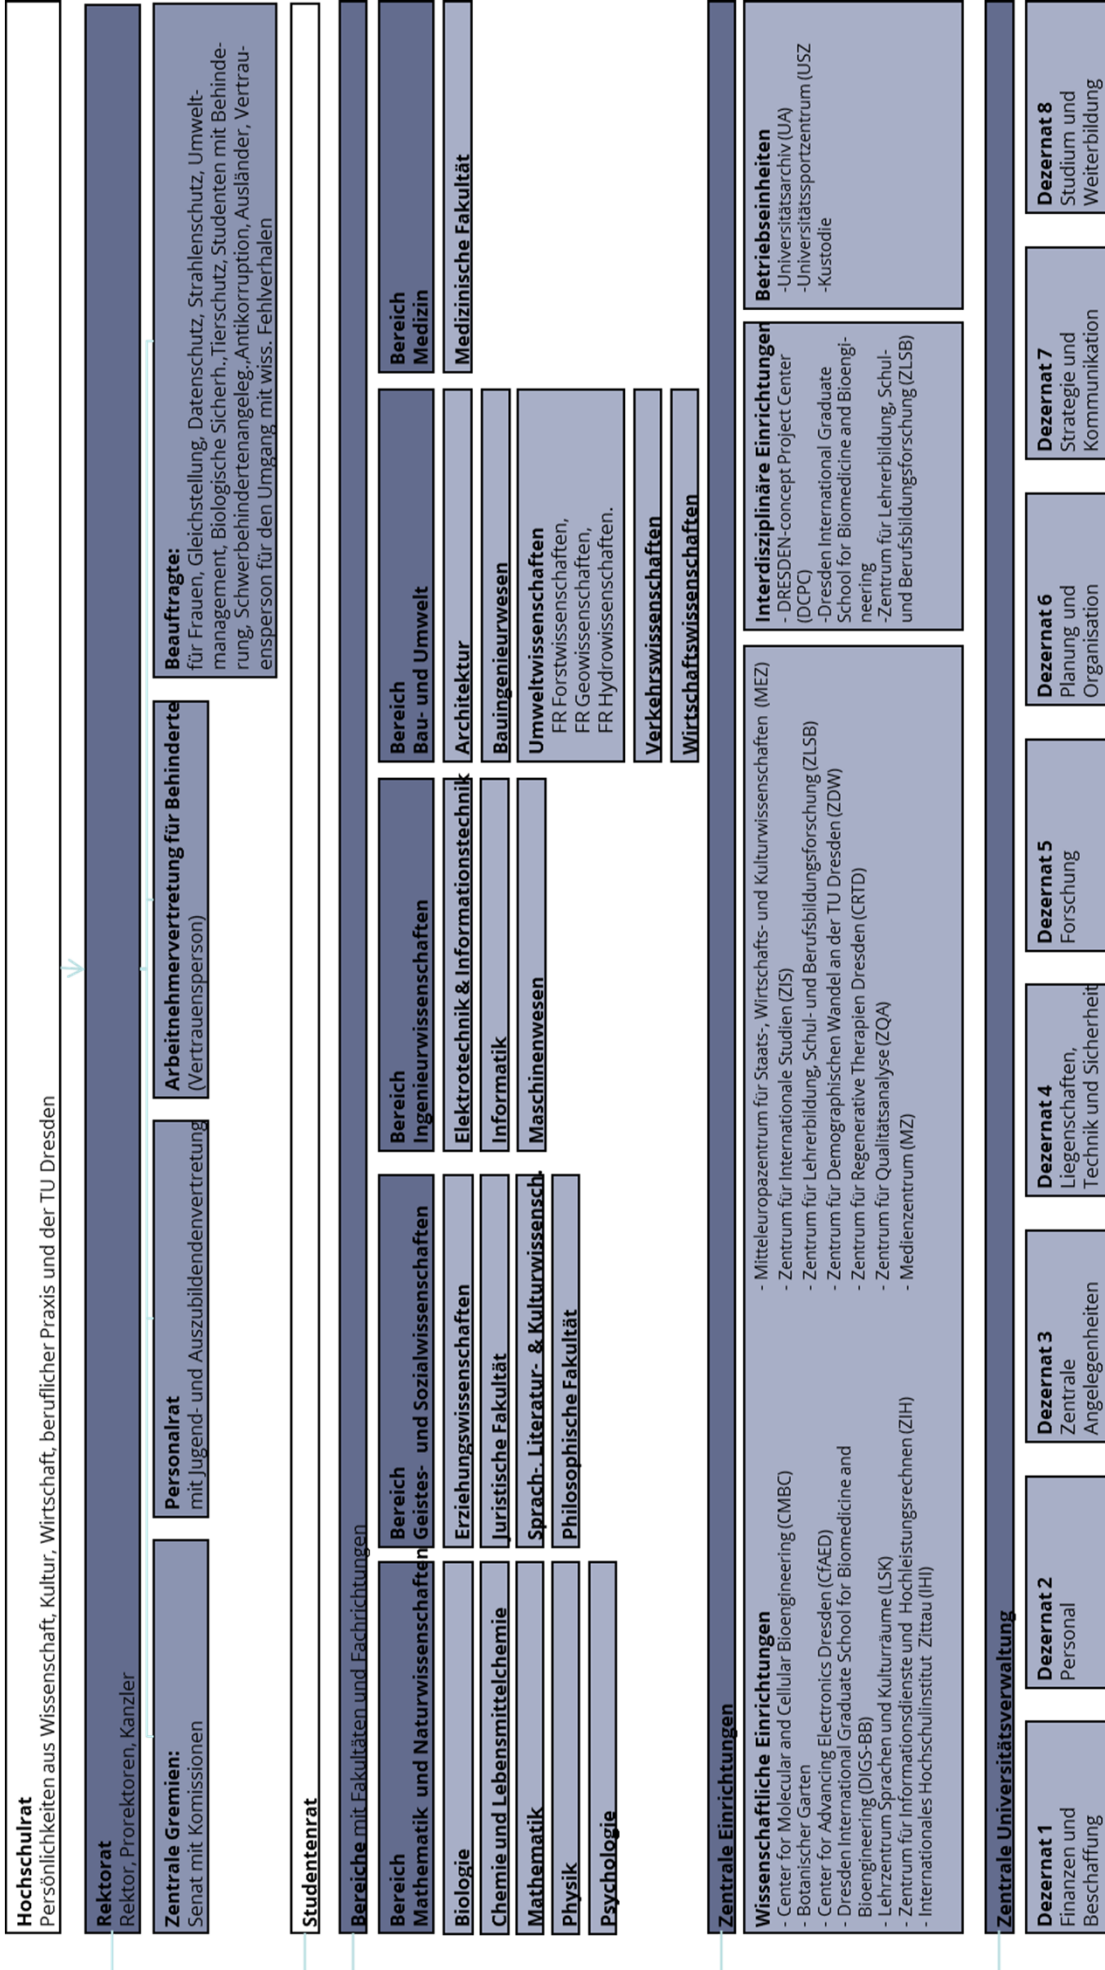 Hochschulrat
Persönlichkeiten aus Wissenschaft, Kultur, Wirtschaft, beruflicher Praxis und der TU Dresden
Rektorat
Rektor, Prorektoren, Kanzler
Zentrale Gremien:
Senat mit Komissionen
Personalrat
mit Jugend- und Auszubildendenvertretung
Arbeitnehmervertretung für Behinderte
(Vertrauensperson)
Beauftragte:
für Frauen, Gleichstellung, Datenschutz, Strahlenschutz, Umwelt-
management, Biologische Sicherh.,Tierschutz, Studenten mit Behinde-
rung, Schwerbehindertenangeleg.,Antikorruption, Ausländer, Vertrau-
ensperson für den Umgang mit wiss. Fehlverhalen
Studentenrat
Bereiche mit Fakultäten und Fachrichtungen
Bereich
Mathematik und Naturwissenschaften
Biologie
Chemie und Lebensmittelchemie
Mathematik
Physik
Psychologie
Bereich
Geistes- und Sozialwissenschaften
Erziehungswissenschaften
Juristische Fakultät
Sprach-, Literatur- & Kulturwissensch.
Philosophische Fakultät
Bereich
Ingenieurwissenschaften
Elektrotechnik & Informationstechnik
Informatik
Maschinenwesen
Bereich
Bau- und Umwelt
Architektur
Bauingenieurwesen
Umweltwissenschaften
FR Forstwissenschaften,
FR Geowissenschaften,
FR Hydrowissenschaften.
Verkehrswissenschaften
Wirtschaftswissenschaften
Bereich
Medizin
Medizinische Fakultät
Zentrale Einrichtungen
Wissenschaftliche Einrichtungen
- Center for Molecular and Cellular Bioengineering (CMBC)
- Botanischer Garten
- Center for Advancing Electronics Dresden (CfAED)
- Dresden International Graduate School for Biomedicine and
Bioengineering (DIGS-BB)
- Lehrzentrum Sprachen und Kulturräume (LSK)
- Zentrum für Informationsdienste und Hochleistungsrechnen (ZIH)
- Internationales Hochschulinstitut Zittau (IHI)
- Mitteleuropazentrum für Staats-, Wirtschafts- und Kulturwissenschaften (MEZ)
- Zentrum für Internationale Studien (ZIS)
- Zentrum für Lehrerbildung, Schul- und Berufsbildungsforschung (ZLSB)
- Zentrum für Demographischen Wandel an der TU Dresden (ZDW)
- Zentrum für Regenerative Therapien Dresden (CRTD)
- Zentrum für Qualitätsanalyse (ZQA)
- Medienzentrum (MZ)
Interdisziplinäre Einrichtungen
- DRESDEN-concept Project Center
(DCPC)
-Dresden International Graduate
School for Biomedicine and Bioengi-
neering
-Zentrum für Lehrerbildung, Schul-
und Berufsbildungsforschung (ZLSB)
Betriebseinheiten
-Universitätsarchiv (UA)
-Universitätssportzentrum (USZ
-Kustodie
Zentrale Universitätsverwaltung
Dezernat 1
Finanzen und
Beschaffung
Dezernat 2
Personal
Dezernat 3
Zentrale
Angelegenheiten
Dezernat 4
Liegenschaften,
Technik und Sicherheit
Dezernat 5
Forschung
Dezernat 6
Planung und
Organisation
Dezernat 7
Strategie und
Kommunikation
Dezernat 8
Studium und
Weiterbildung